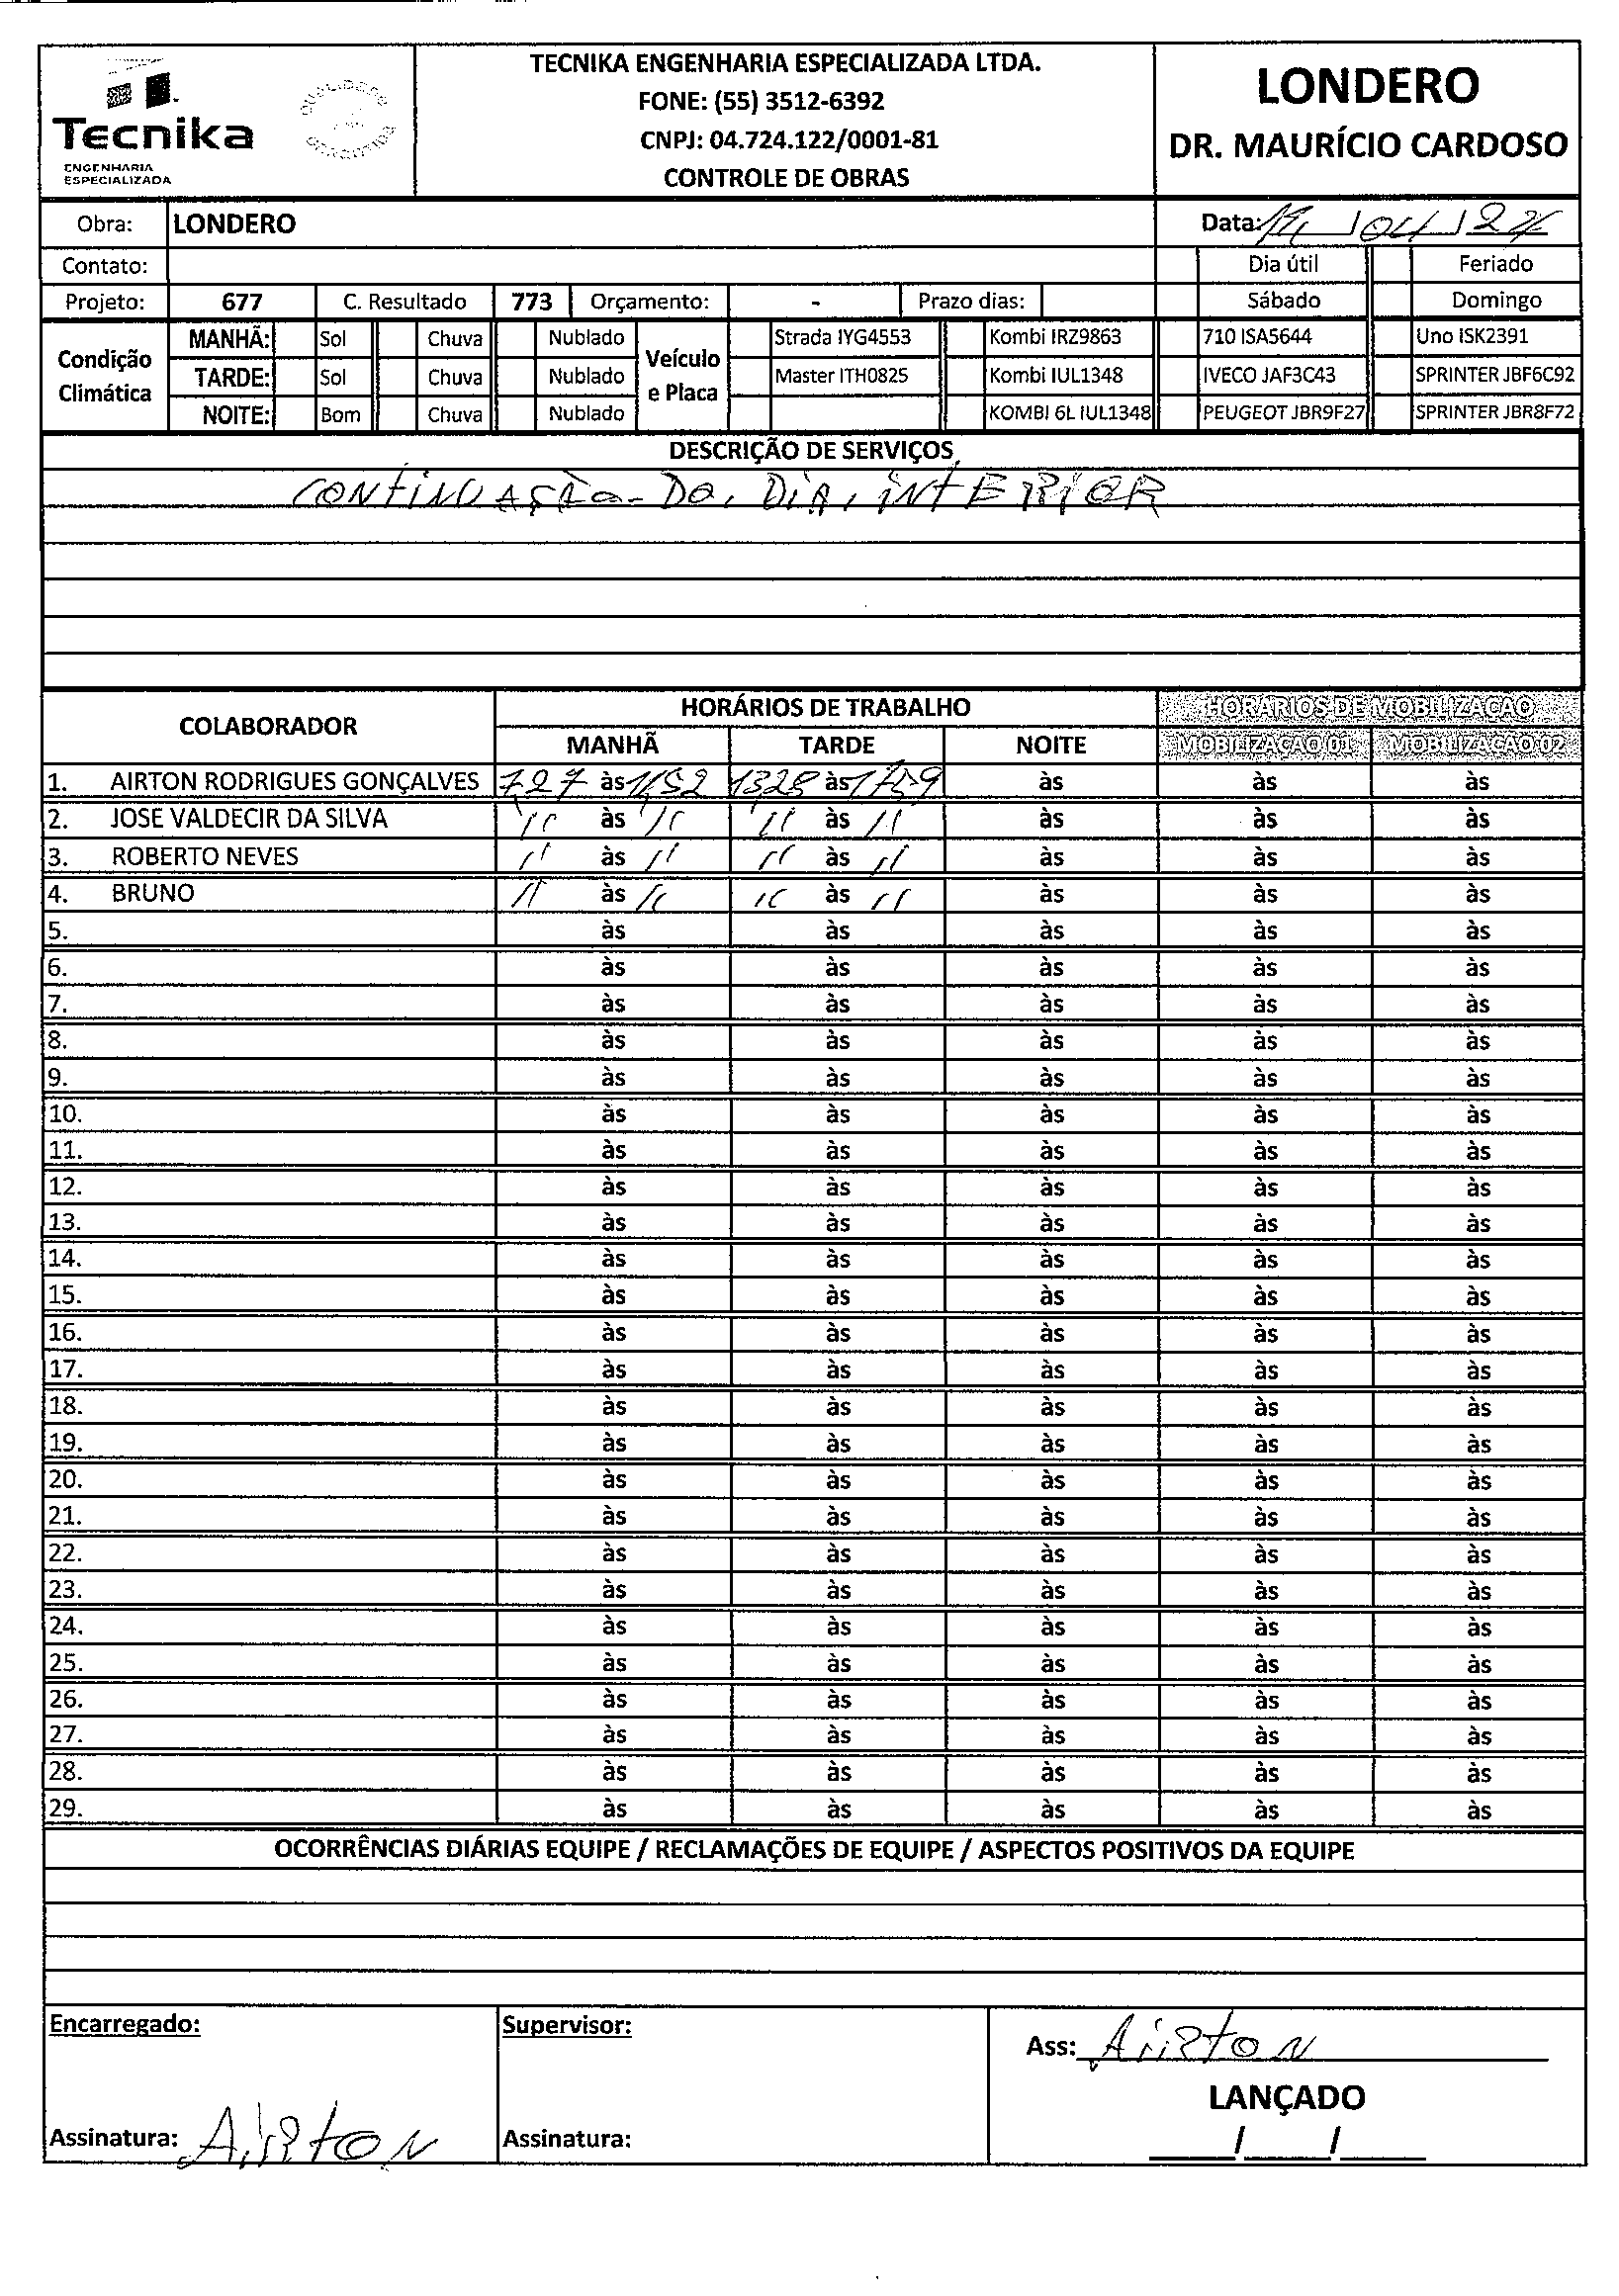 TECNIKA ENGENHARIA ESPECIALIZADA LTDA.
FONE: (55) 3512-6392
CNPJ: 04.724.122/0001-81
CONTROLE DE OBRAS
Tecnika
ENGENHARIA
ESPECIALIZADA
QUALIDADE
LONDERO
DR. MAURÍCIO CARDOSO
Obra: LONDERO Data: / 04 /
Contato: Dia útil Feriado
Projeto: 677 C. Resultado 773 Orçamento: - Prazo dias: Sábado Domingo
Condição Climática
MANHÃ: Sol Chuva Nublado
TARDE: Sol Chuva Nublado
NOITE: Bom Chuva Nublado
Veículo e Placa
Strada IYG4553 Kombi IRZ9863 710 ISA5644 Uno ISK2391
Master ITH0825 Kombi IUL1348 IVECO JAF3C43 SPRINTER JBF6C92
KOMBI 6L IUL1348 PEUGEOT JBR9F27 SPRINTER JBR8F72
DESCRIÇÃO DE SERVIÇOS
CONTINUAÇÃO DO DIA, INTERIOR
COLABORADOR HORÁRIOS DE TRABALHO HORÁRIOS DE MOBILIZAÇÃO
MANHÃ TARDE NOITE MOBILIZAÇÃO 01 MOBILIZAÇÃO 02
1. AIRTON RODRIGUES GONÇALVES 727 às 1152 1328 às 1759 às às às
2. JOSE VALDECIR DA SILVA " às " " às " às às às
3. ROBERTO NEVES " às " " às " às às às
4. BRUNO " às " " às " às às às
5. às às às às às
6. às às às às às
7. às às às às às
8. às às às às às
9. às às às às às
10. às às às às às
11. às às às às às
12. às às às às às
13. às às às às às
14. às às às às às
15. às às às às às
16. às às às às às
17. às às às às às
18. às às às às às
19. às às às às às
20. às às às às às
21. às às às às às
22. às às às às às
23. às às às às às
24. às às às às às
25. às às às às às
26. às às às às às
27. às às às às às
28. às às às às às
29. às às às às às
OCORRÊNCIAS DIÁRIAS EQUIPE / RECLAMAÇÕES DE EQUIPE / ASPECTOS POSITIVOS DA EQUIPE
Encarregado:
Assinatura: Airton
Supervisor:
Assinatura:
Ass: Airton
LANÇADO
/ /